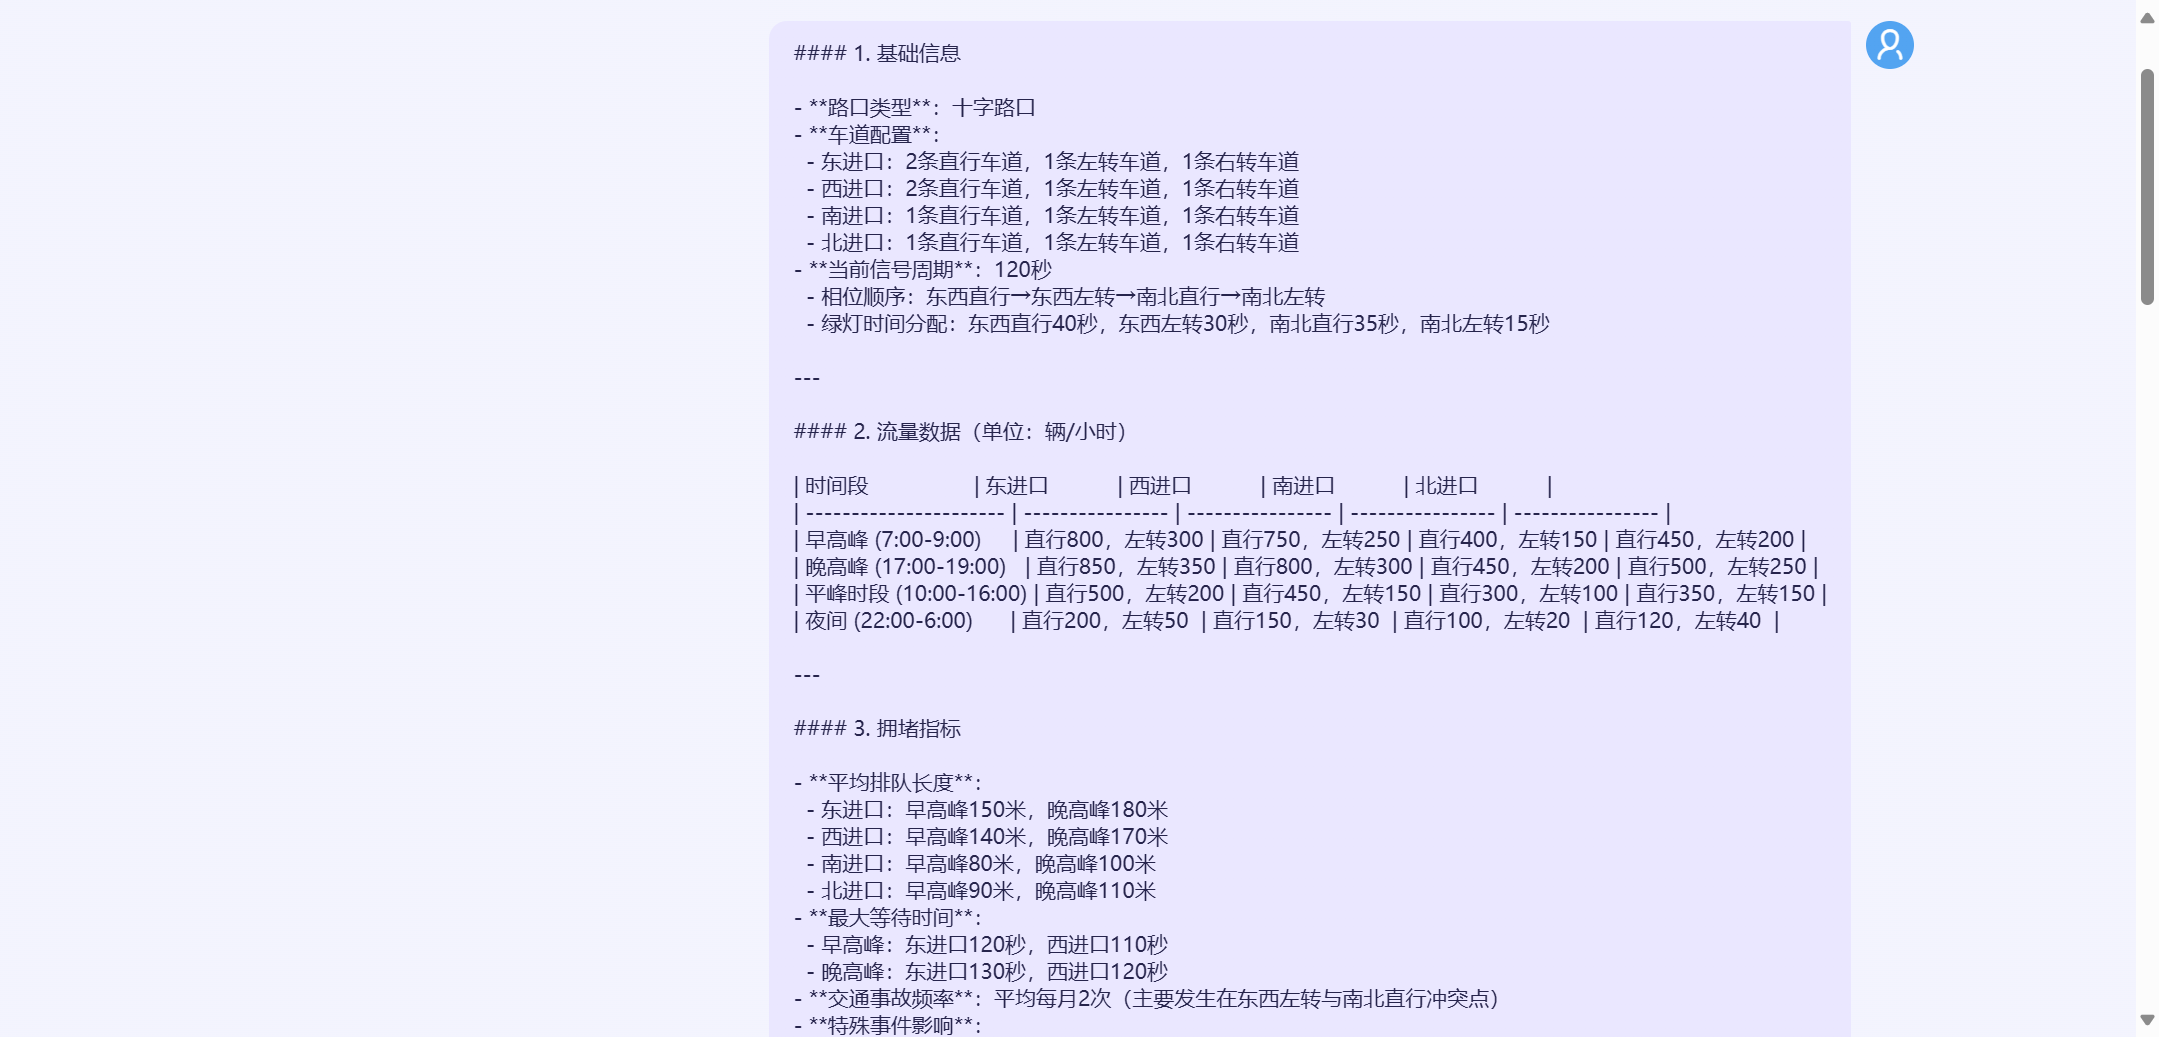 #### 1. 基础信息
- **路口类型**：十字路口
- **车道配置**：
- 东进口：2条直行车道，1条左转车道，1条右转车道
- 西进口：2条直行车道，1条左转车道，1条右转车道
- 南进口：1条直行车道，1条左转车道，1条右转车道
- 北进口：1条直行车道，1条左转车道，1条右转车道
- **当前信号周期**：120秒
- 相位顺序：东西直行→东西左转→南北直行→南北左转
- 绿灯时间分配：东西直行40秒，东西左转30秒，南北直行35秒，南北左转15秒
---
#### 2. 流量数据（单位：辆/小时）
| 时间段 | 东进口 | 西进口 | 南进口 | 北进口 |
| ---------------------- | ---------------- | ---------------- | ---------------- | ---------------- |
| 早高峰 (7:00-9:00) | 直行800，左转300 | 直行750，左转250 | 直行400，左转150 | 直行450，左转200 |
| 晚高峰 (17:00-19:00) | 直行850，左转350 | 直行800，左转300 | 直行450，左转200 | 直行500，左转250 |
| 平峰时段 (10:00-16:00) | 直行500，左转200 | 直行450，左转150 | 直行300，左转100 | 直行350，左转150 |
| 夜间 (22:00-6:00) | 直行200，左转50 | 直行150，左转30 | 直行100，左转20 | 直行120，左转40 |
---
#### 3. 拥堵指标
- **平均排队长度**：
- 东进口：早高峰150米，晚高峰180米
- 西进口：早高峰140米，晚高峰170米
- 南进口：早高峰80米，晚高峰100米
- 北进口：早高峰90米，晚高峰110米
- **最大等待时间**：
- 早高峰：东进口120秒，西进口110秒
- 晚高峰：东进口130秒，西进口120秒
- **交通事故频率**：平均每月2次（主要发生在东西左转与南北直行冲突点）
- **特殊事件影响**：